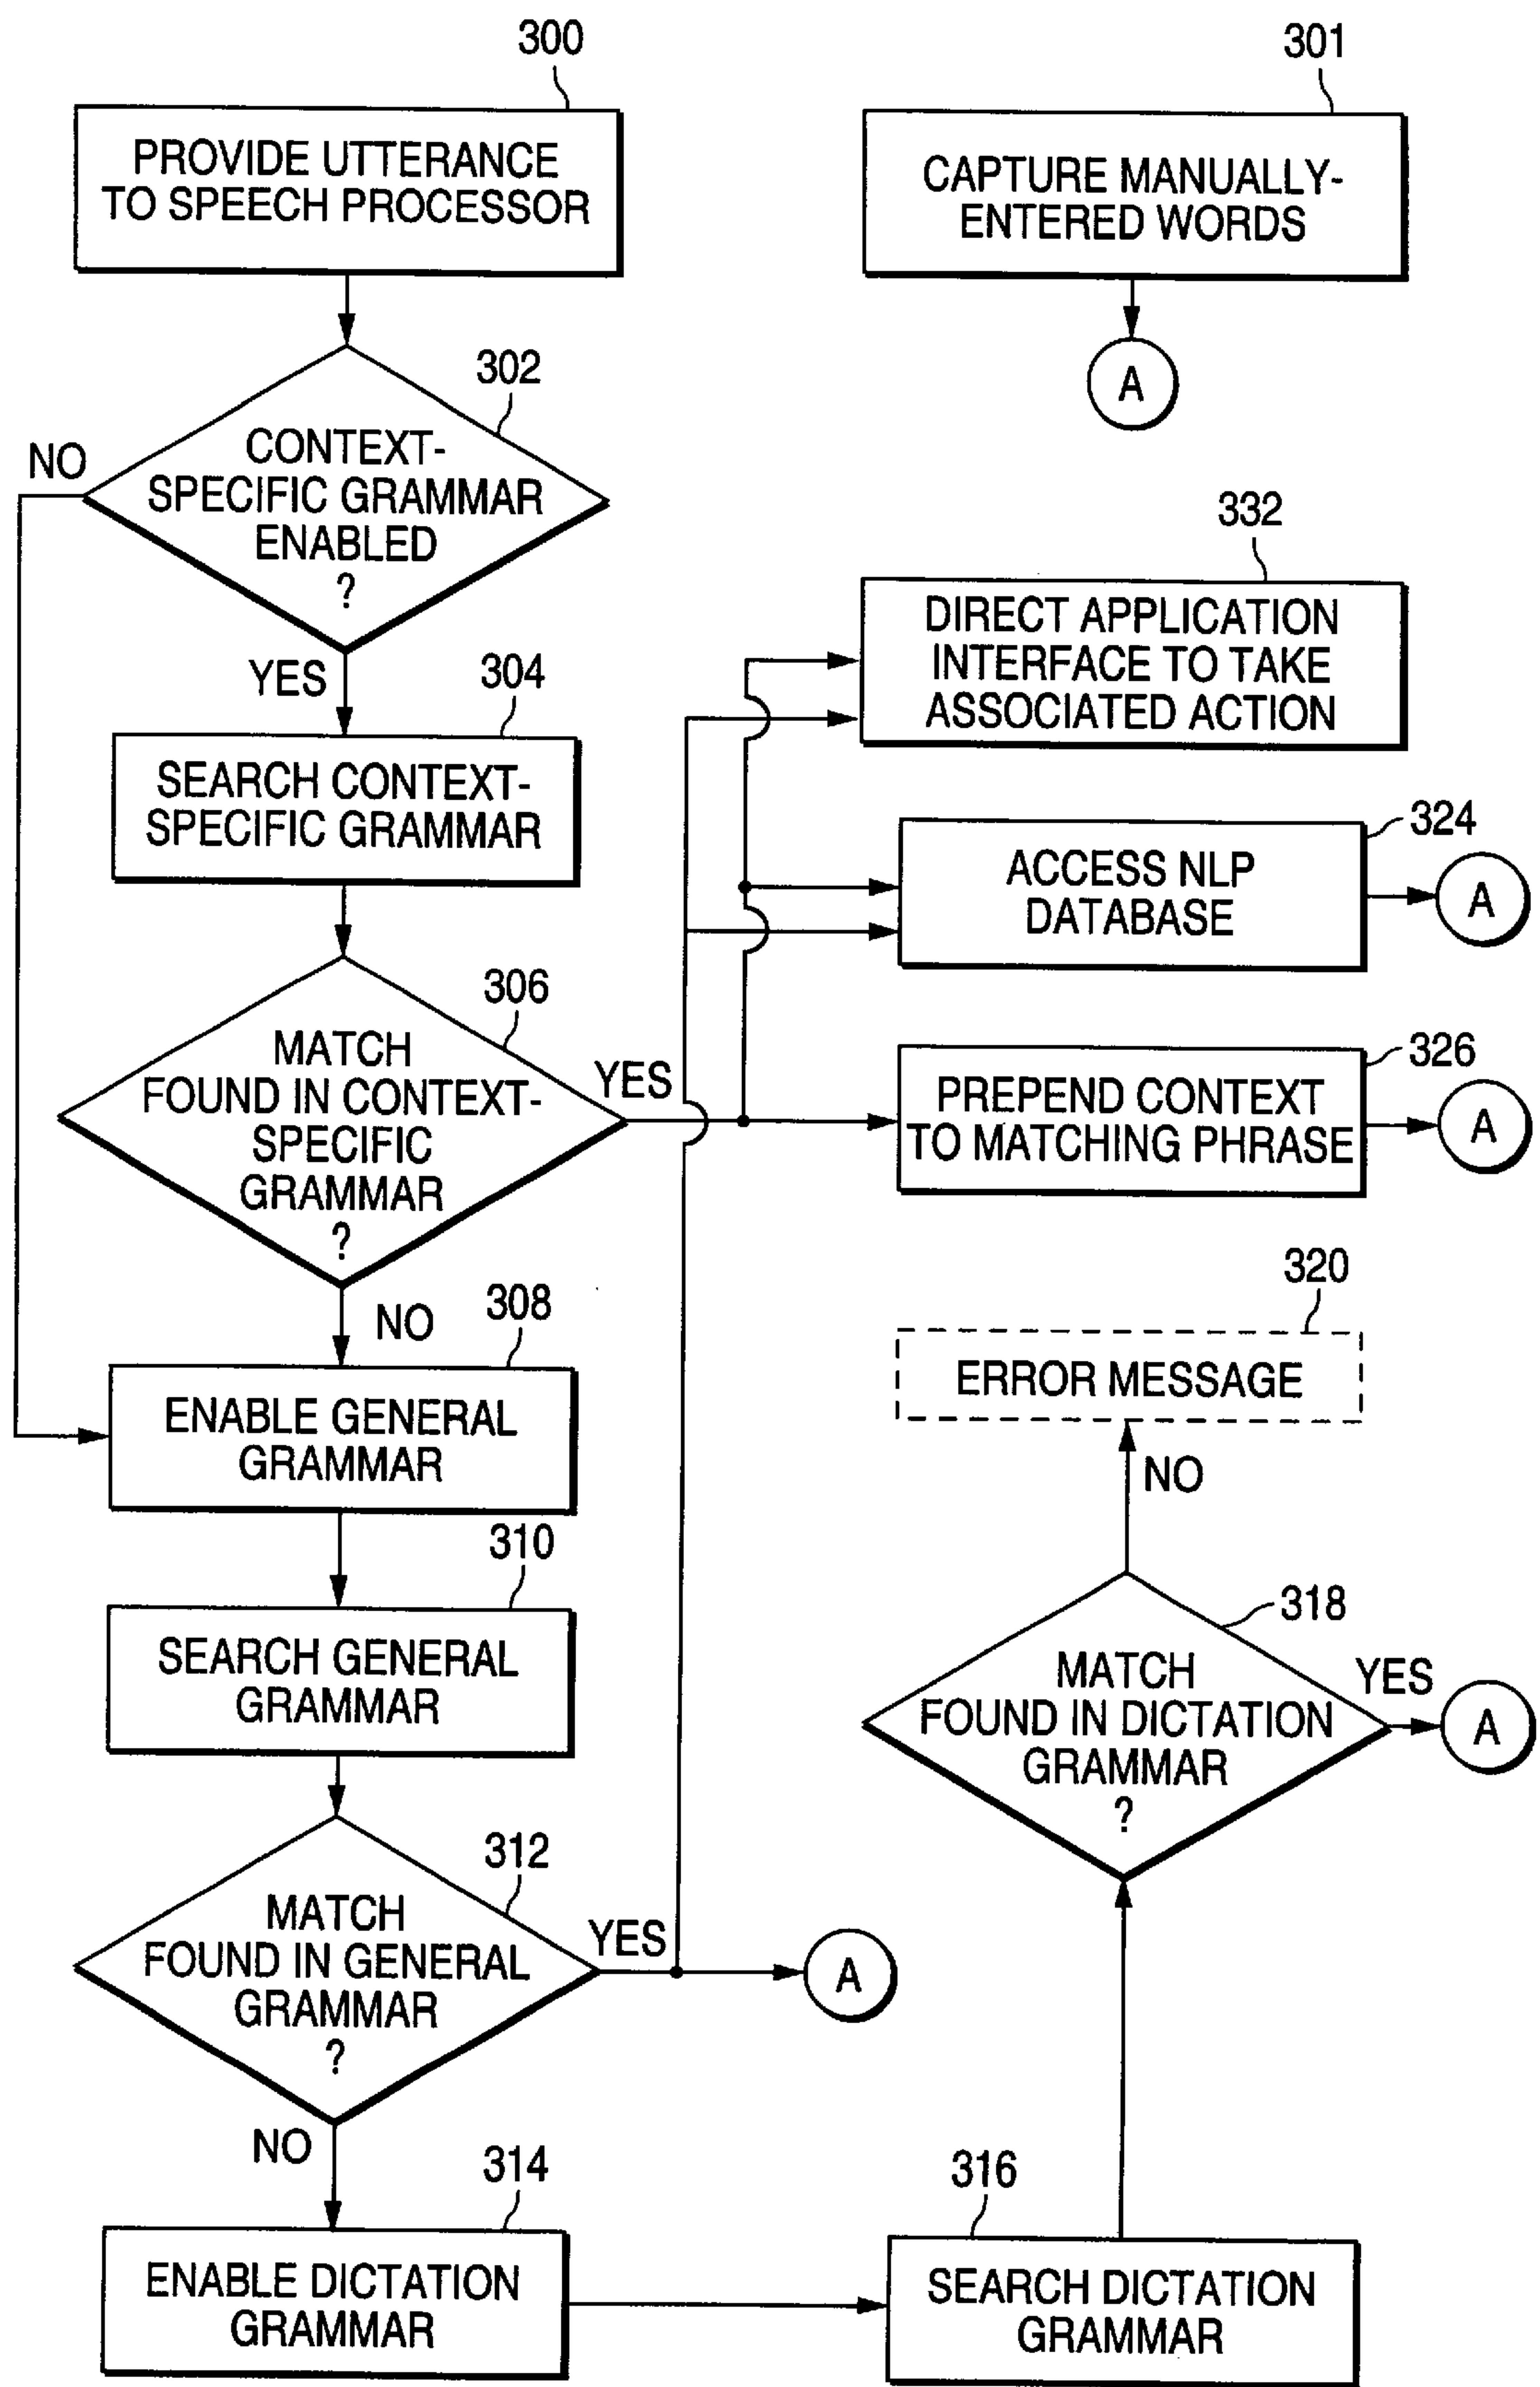 300
PROVIDE UTTERANCE
TO SPEECH PROCESSOR
301
CAPTURE MANUALLY-
ENTERED WORDS
A
302
CONTEXT-
SPECIFIC GRAMMAR
ENABLED
?
NO
YES
304
SEARCH CONTEXT-
SPECIFIC GRAMMAR
306
MATCH
FOUND IN CONTEXT-
SPECIFIC
GRAMMAR
?
YES
NO
332
DIRECT APPLICATION
INTERFACE TO TAKE
ASSOCIATED ACTION
324
ACCESS NLP
DATABASE
A
326
PREPEND CONTEXT
TO MATCHING PHRASE
A
308
ENABLE GENERAL
GRAMMAR
310
SEARCH GENERAL
GRAMMAR
312
MATCH
FOUND IN GENERAL
GRAMMAR
?
YES
A
NO
314
ENABLE DICTATION
GRAMMAR
316
SEARCH DICTATION
GRAMMAR
318
MATCH
FOUND IN DICTATION
GRAMMAR
?
YES
A
NO
320
ERROR MESSAGE